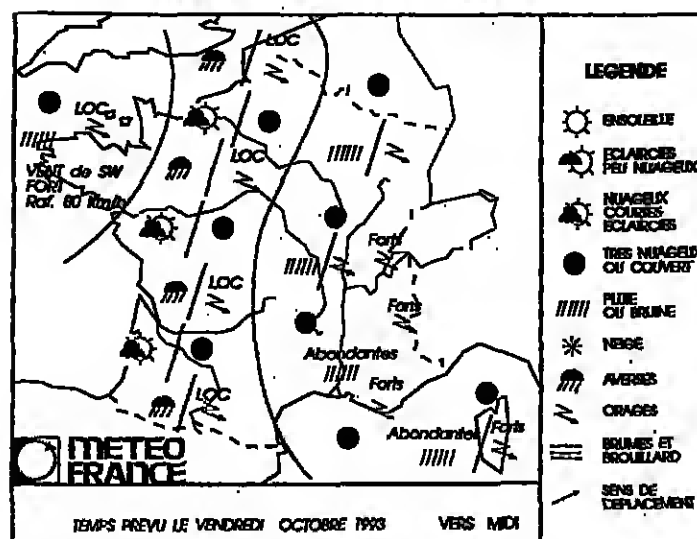 LOC
LOC
VENT de SW
FORT
Raf. 80 Km/h
LOC
Forts
LOC
Forts
Abondantes
Forts
LOC
Abondantes
Forts
METEO
FRANCE
TEMPS PREVU LE VENDREDI OCTOBRE 1993 VERS MIDI
LEGENDE
ENSOLEILLE
ECLAIRCIES
PEU NUAGEUX
NUAGEUX
COURTES
ECLAIRCIES
TRES NUAGEUX
OU COUVERT
PLUIE
OU BRUINE
NEIGE
AVERSES
ORAGES
BRUMES ET
BROUILLARD
SENS DE
DEPLACEMENT